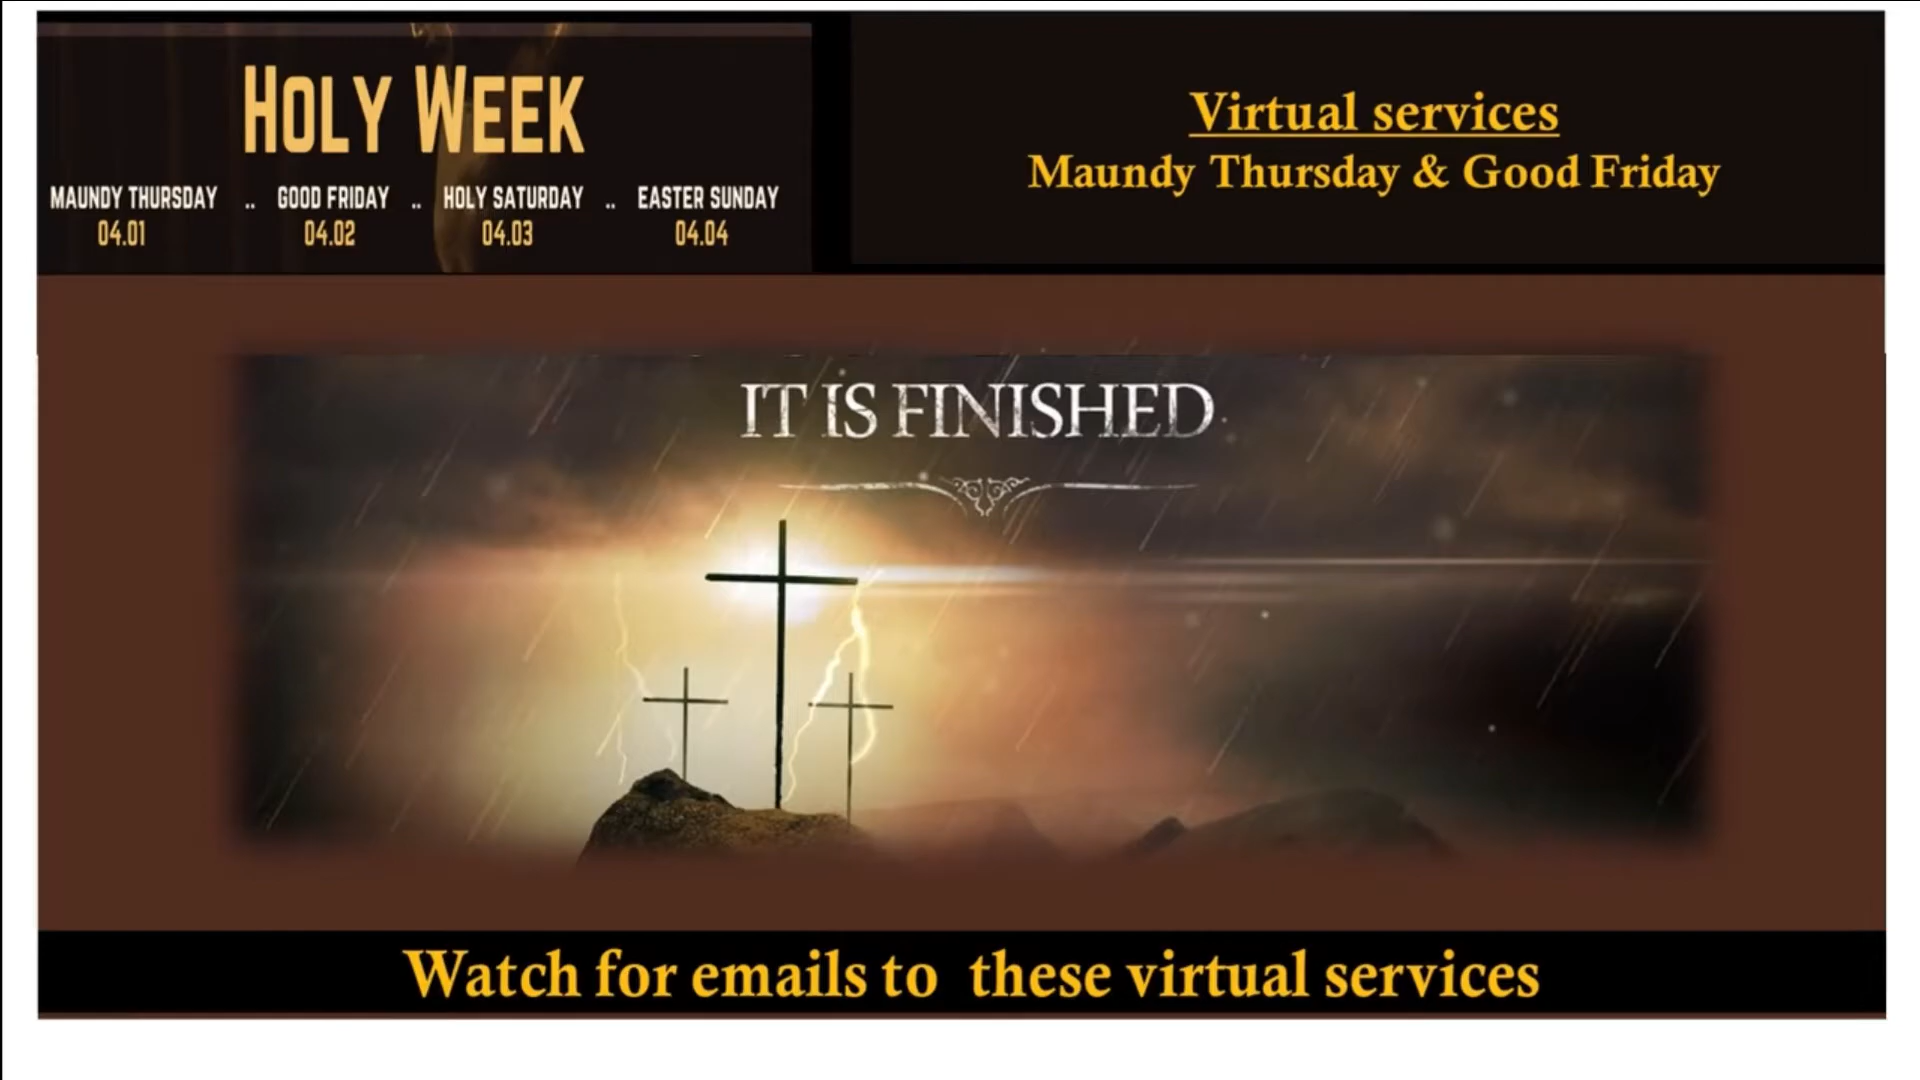 HOLY WEEK
MAUNDY THURSDAY .. GOOD FRIDAY .. HOLY SATURDAY .. EASTER SUNDAY
04.01 04.02 04.03 04.04
Virtual services
Maundy Thursday & Good Friday
IT IS FINISHED
Watch for emails to these virtual services